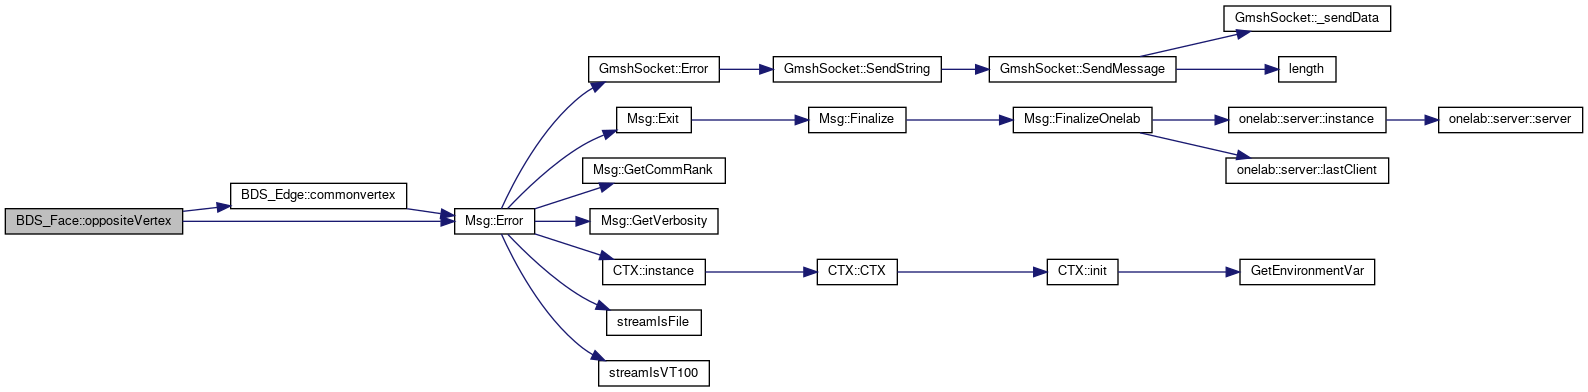 BDS_Face::oppositeVertex
BDS_Edge::commonvertex
Msg::Error
GmshSocket::Error
GmshSocket::SendString
GmshSocket::SendMessage
GmshSocket::_sendData
length
Msg::Exit
Msg::Finalize
Msg::FinalizeOnelab
onelab::server::instance
onelab::server::server
onelab::server::lastClient
Msg::GetCommRank
Msg::GetVerbosity
CTX::instance
CTX::CTX
CTX::init
GetEnvironmentVar
streamIsFile
streamIsVT100